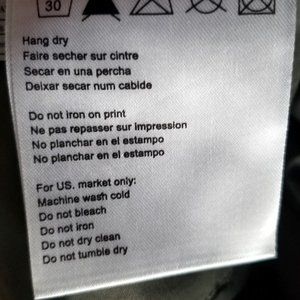 30
Hang dry
Faire secher sur cintre
Secar en una percha
Deixar secar num cabide
Do not iron on print
Ne pas repasser sur impression
No planchar en el estampo
No planchar en el estampo
For US. market only:
Machine wash cold
Do not bleach
Do not iron
Do not dry clean
Do not tumble dry